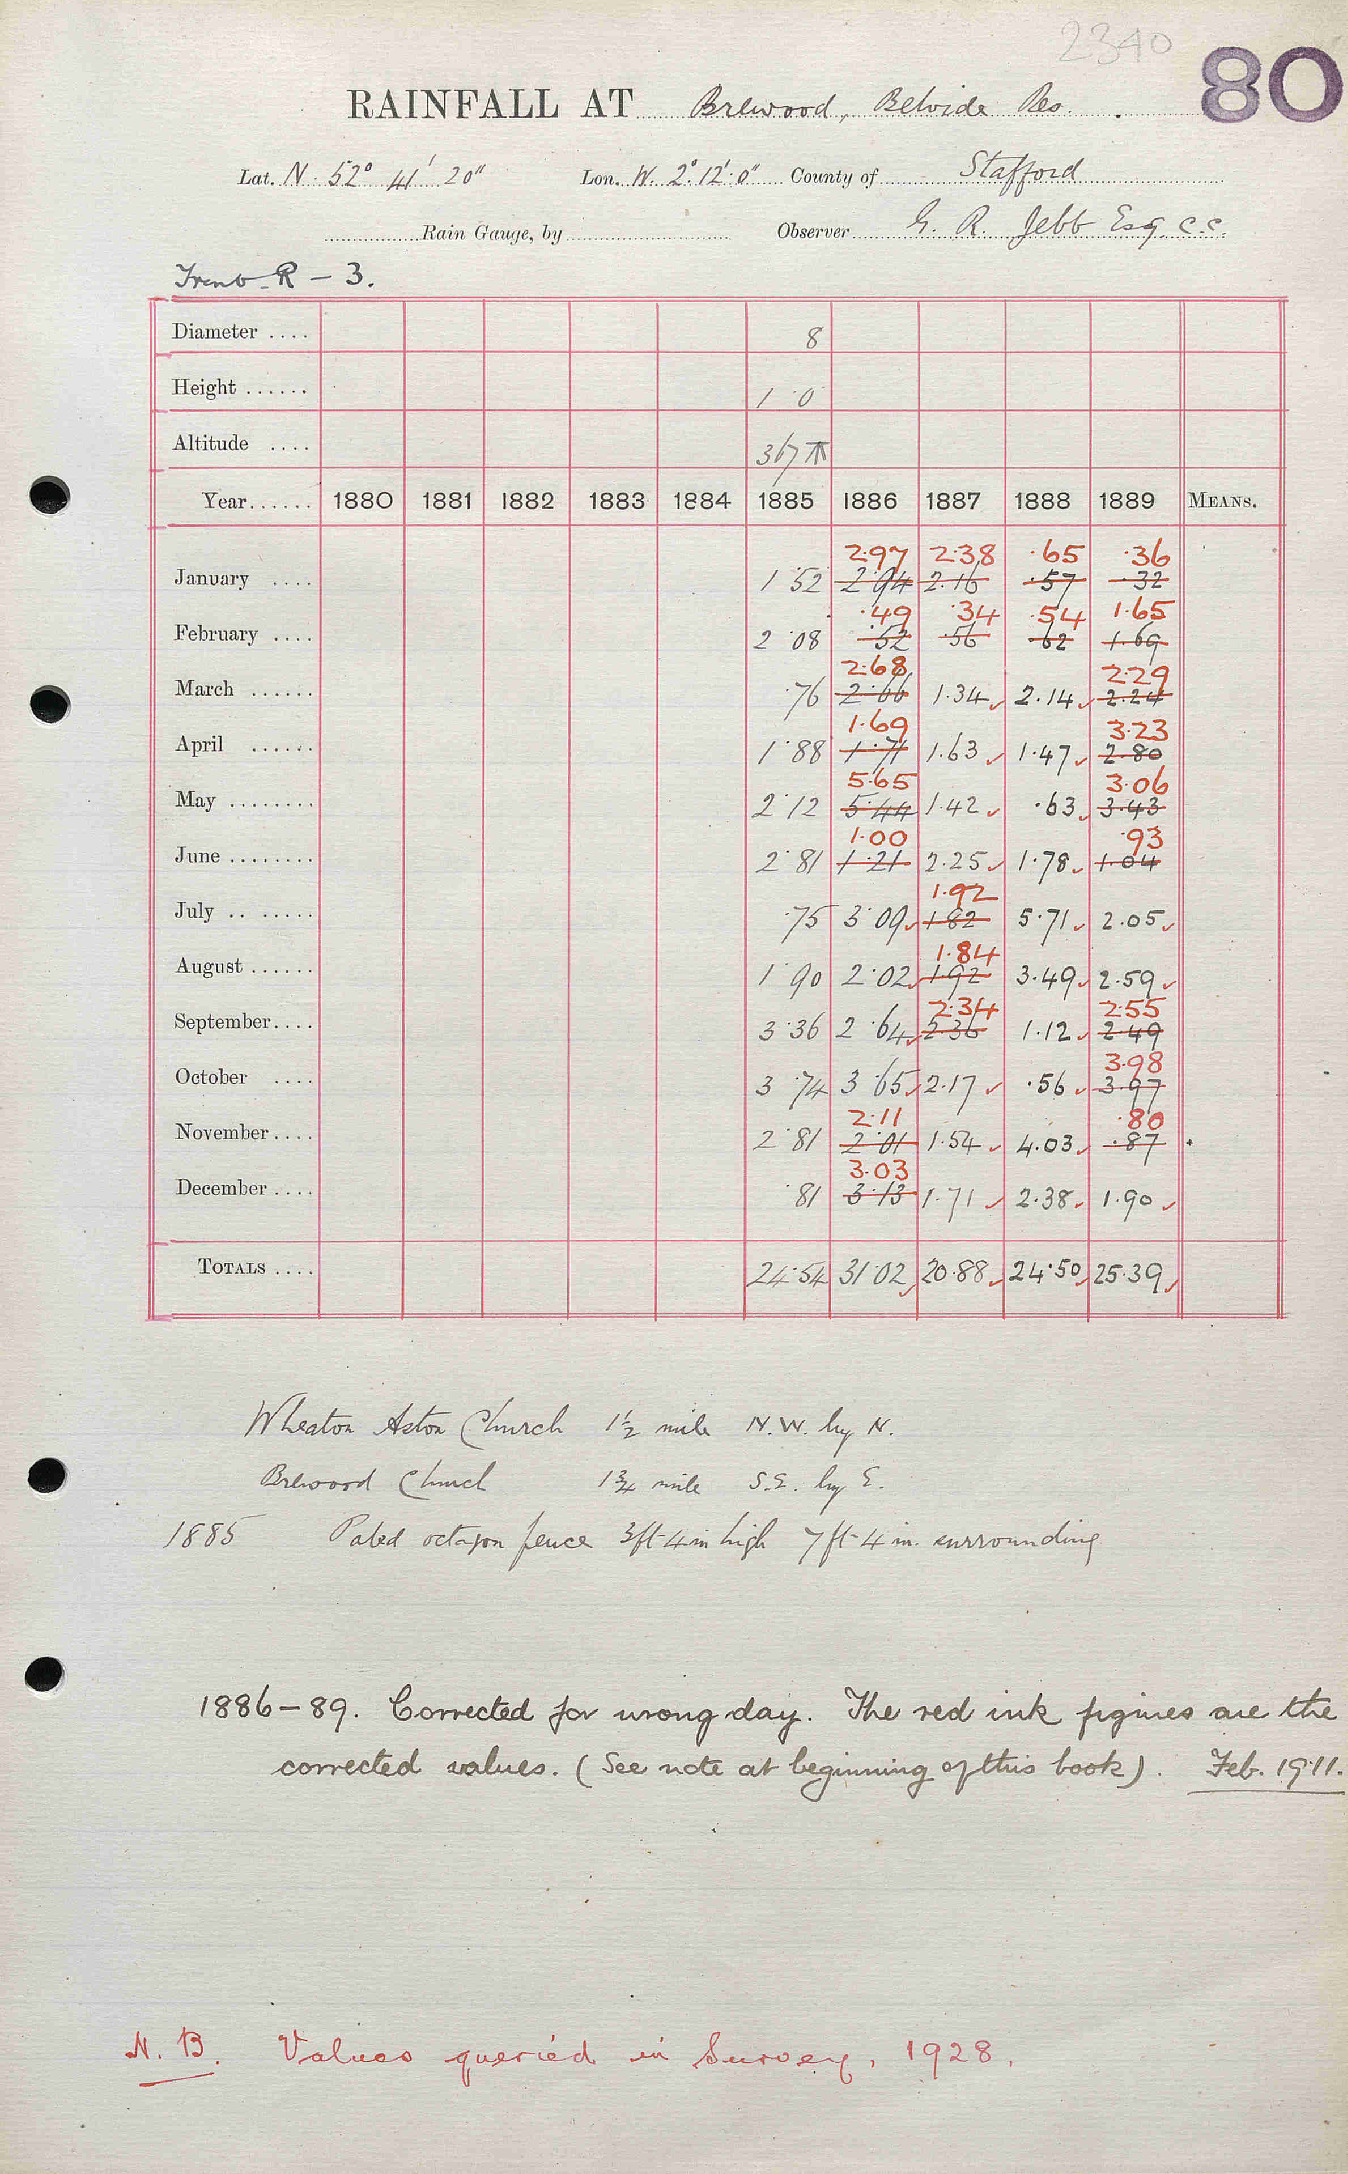 2340
80
RAINFALL AT Brewood, Belvide Res.
Lat. N. 52° 41' 20" Lon. W. 2° 12' 0" County of Stafford
Rain Gauge, by Observer G. R. Jebb Esq. C.E.
Trent R - 3.
Diameter .... 8
Height ...... 1 0
Altitude .... 367
Year...... 1880 1881 1882 1883 1884 1885 1886 1887 1888 1889 MEANS.
2.97 2.38 .65 .36
January .... 1.52 2.94 2.16 .57 .32
.49 .34 .54 1.65
February .... 2.08 .52 .56 .62 1.69
2.68 2.29
March ...... .76 2.66 1.34 2.14 2.24
1.69 3.23
April ...... 1.88 1.71 1.63 1.47 2.80
5.65 3.06
May ........ 2.12 5.44 1.42 .63 3.43
1.00 .93
June ........ 2.81 1.21 2.25 1.78 1.04
1.92
July .. ...... .75 3.09 1.82 5.71 2.05
1.84
August ...... 1.90 2.02 1.92 3.49 2.59
2.34 2.55
September.... 3.36 2.64 2.36 1.12 2.49
3.98
October .... 3.74 3.65 2.17 .56 3.97
2.11 .80
November.... 2.81 2.01 1.54 4.03 .87
3.03
December .... .81 3.13 1.71 2.38 1.90
TOTALS .... 24.54 31.02 20.88 24.50 25.39
Wheaton Aston Church 1½ mile N.W. by N.
Brewood Church 1¾ mile S.E. by E.
1885 Paled octagon fence 3ft-4in high 7ft-4in. surrounding
1886-89. Corrected for wrong day. The red ink figures are the
corrected values. (See note at beginning of this book). Feb. 1911.
N.B. Values queried in Survey, 1928.